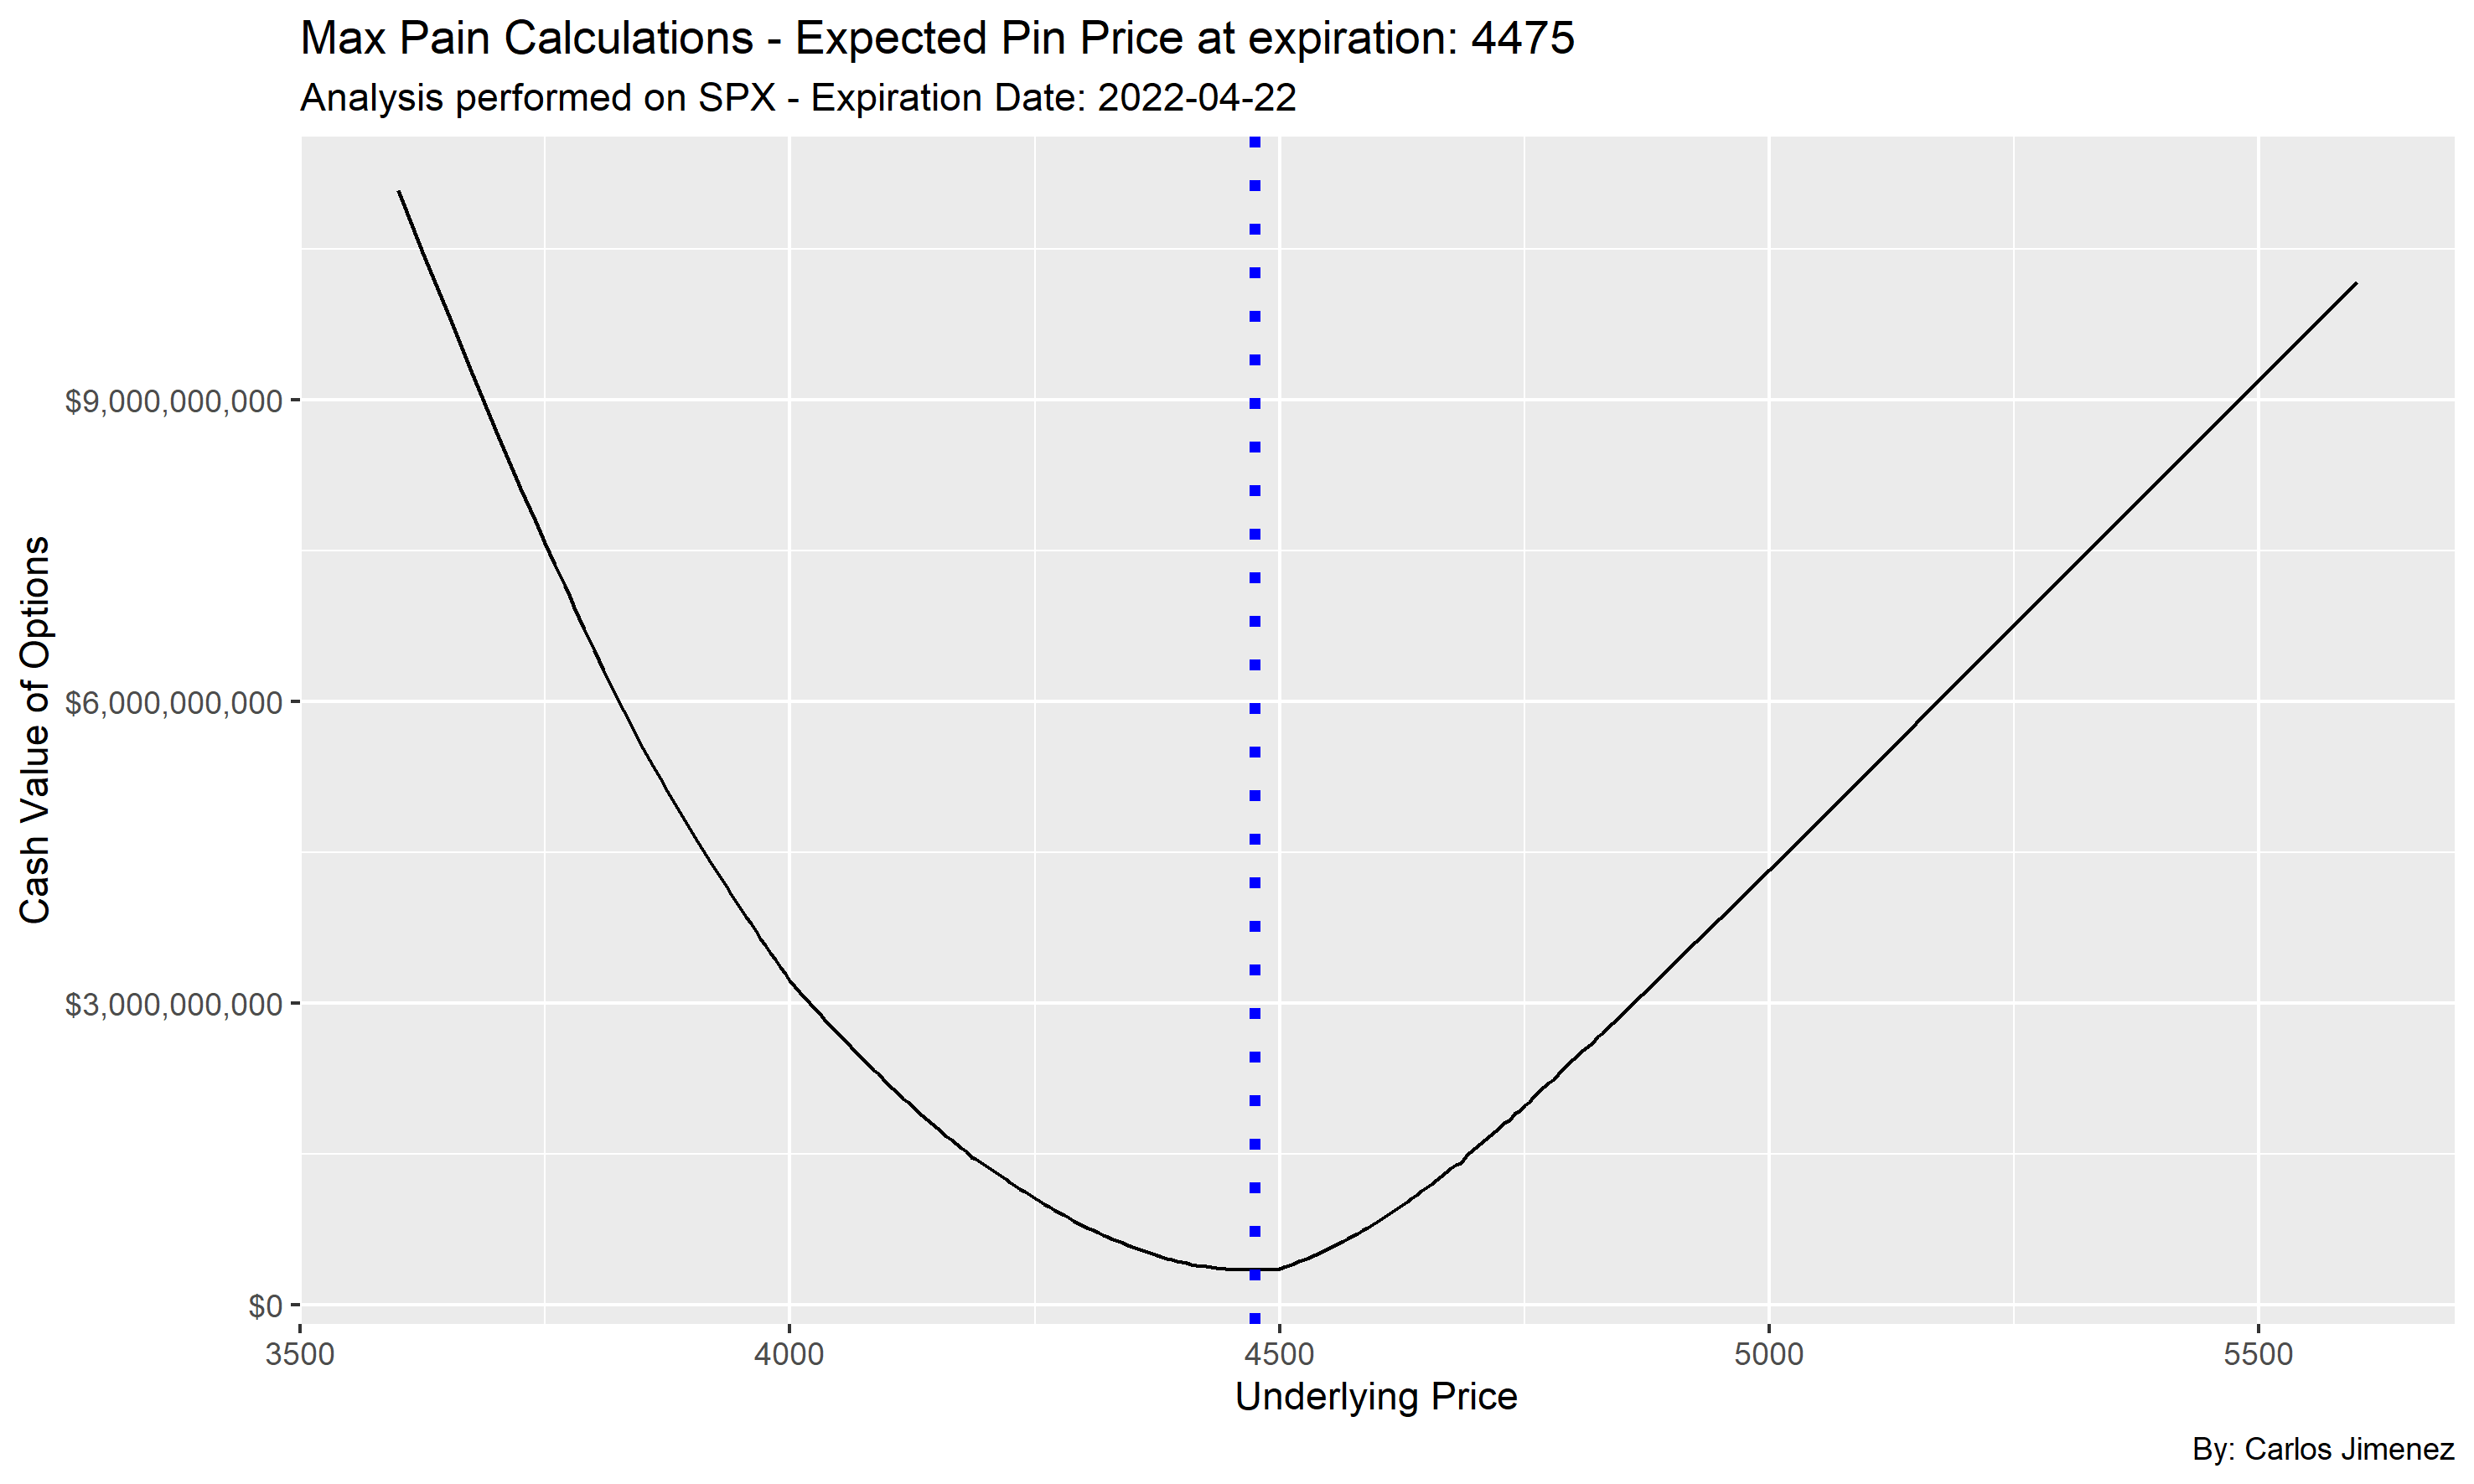 Max Pain Calculations - Expected Pin Price at expiration: 4475
Analysis performed on SPX - Expiration Date: 2022-04-22
Cash Value of Options
$9,000,000,000
$6,000,000,000
$3,000,000,000
$0
3500 4000 4500 5000 5500
Underlying Price
By: Carlos Jimenez